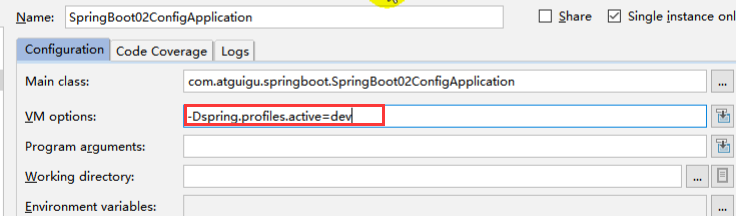 Name: SpringBoot02ConfigApplication Share Single instance onl
Configuration Code Coverage Logs
Main class: com.atguigu.springboot.SpringBoot02ConfigApplication ...
VM options: -Dspring.profiles.active=dev
Program arguments:
Working directory: ...
Environment variables: ...